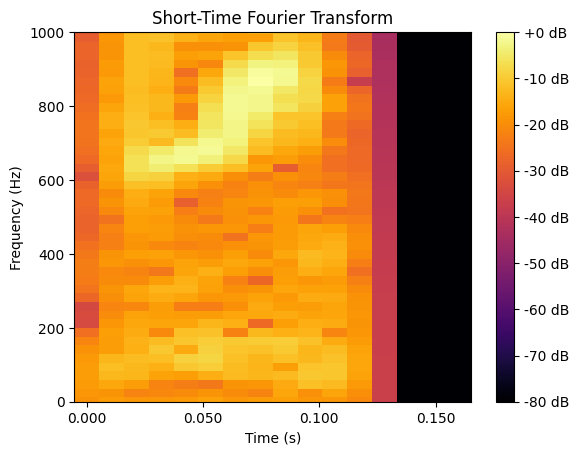 Short-Time Fourier Transform
1000
800
600
400
200
0
Frequency (Hz)
0.000
0.050
0.100
0.150
Time (s)
+0 dB
-10 dB
-20 dB
-30 dB
-40 dB
-50 dB
-60 dB
-70 dB
-80 dB